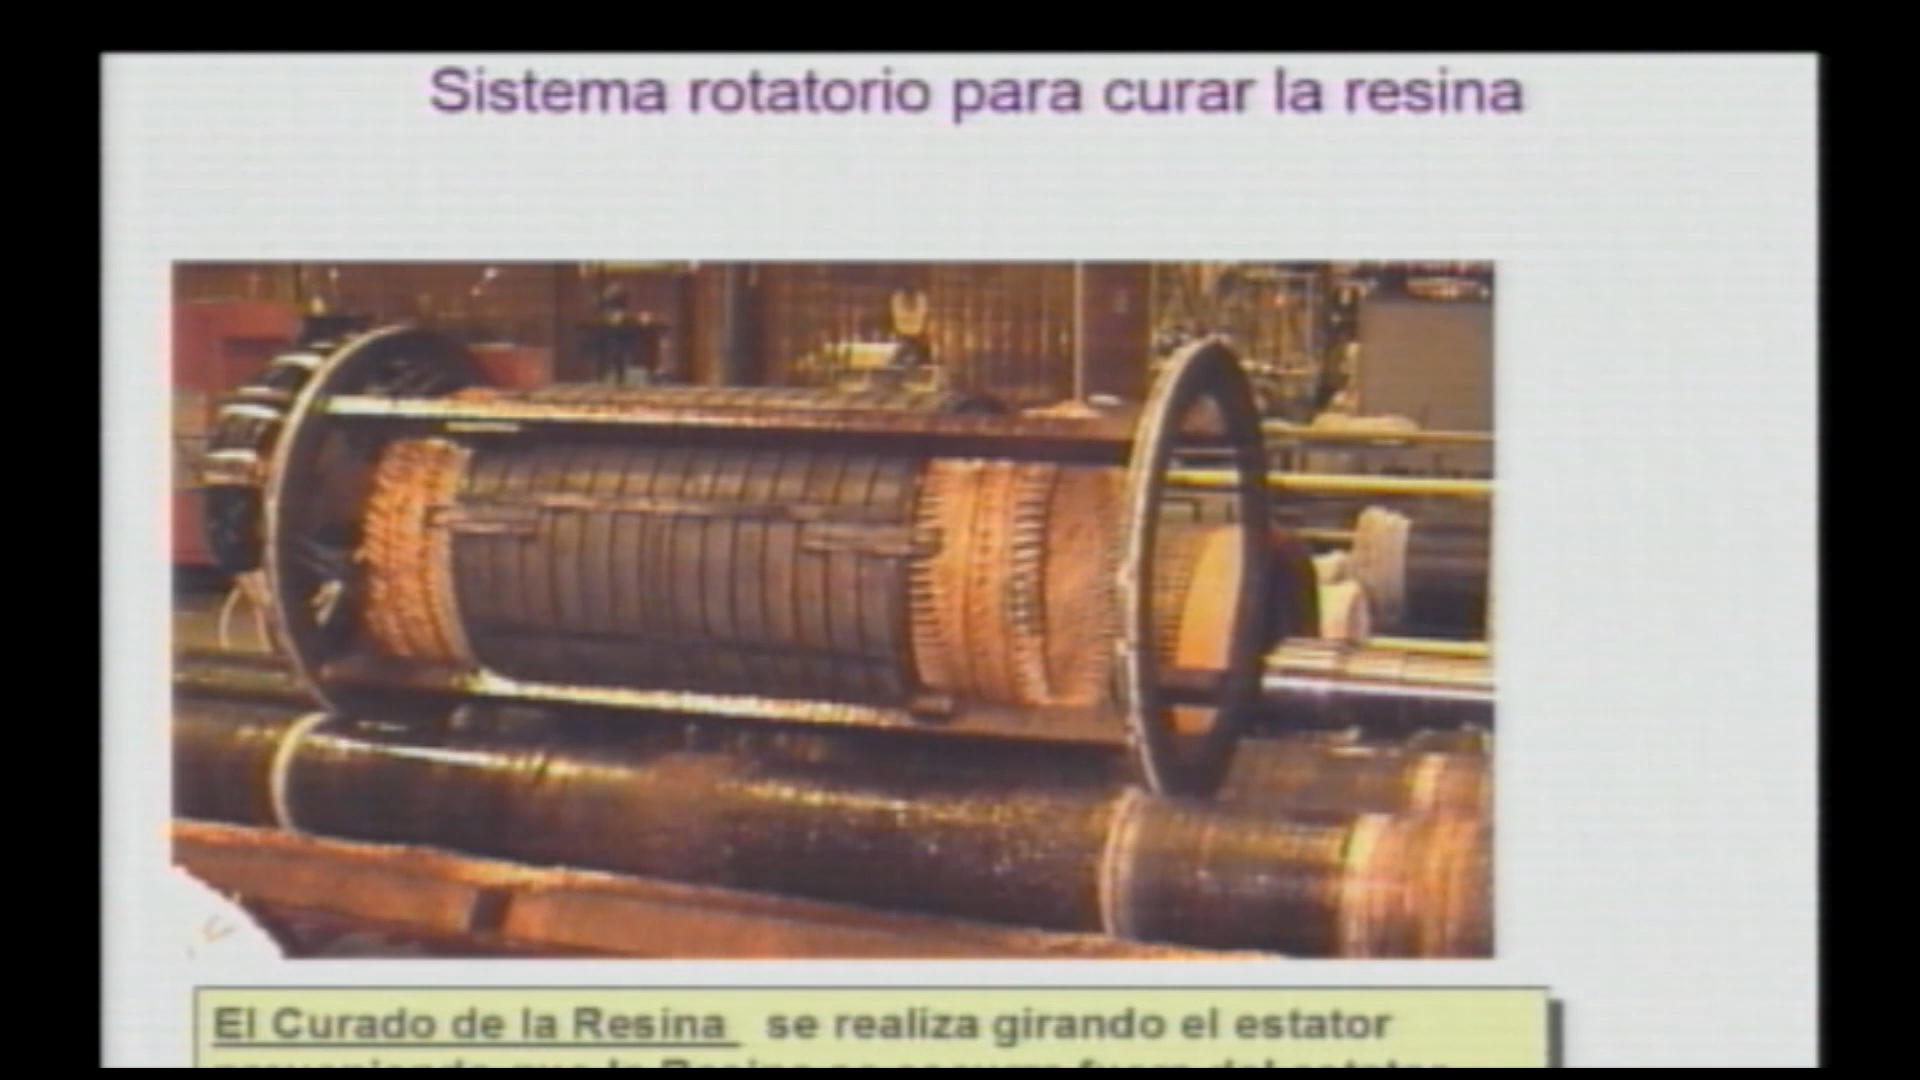 Sistema rotatorio para curar la resina
El Curado de la Resina se realiza girando el estator